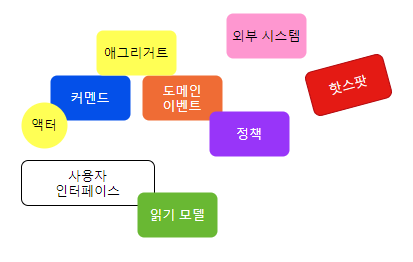 외부 시스템
애그리거트
핫스팟
커멘드
도메인
이벤트
액터
정책
사용자
인터페이스
읽기 모델